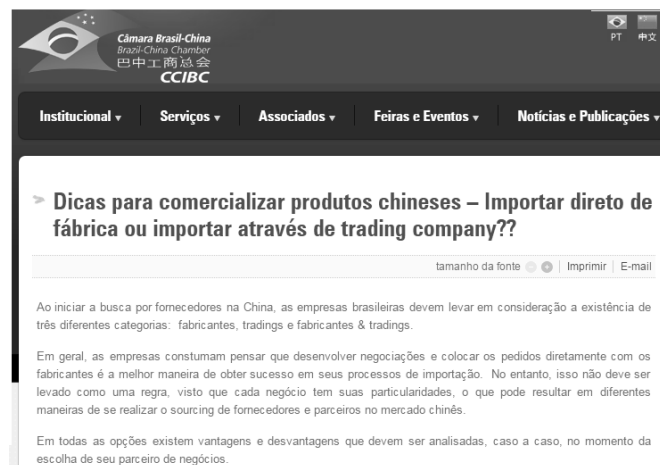 Câmara Brasil-China
Brazil-China Chamber
巴中工商总会
CCIBC
PT 中文
Institucional Serviços Associados Feiras e Eventos Notícias e Publicações
Dicas para comercializar produtos chineses – Importar direto de
fábrica ou importar através de trading company??
tamanho da fonte Imprimir E-mail
Ao iniciar a busca por fornecedores na China, as empresas brasileiras devem levar em consideração a existência de
três diferentes categorias: fabricantes, tradings e fabricantes & tradings.
Em geral, as empresas constumam pensar que desenvolver negociações e colocar os pedidos diretamente com os
fabricantes é a melhor maneira de obter sucesso em seus processos de importação. No entanto, isso não deve ser
levado como uma regra, visto que cada negócio tem suas particularidades, o que pode resultar em diferentes
maneiras de se realizar o sourcing de fornecedores e parceiros no mercado chinês.
Em todas as opções existem vantagens e desvantagens que devem ser analisadas, caso a caso, no momento da
escolha de seu parceiro de negócios.